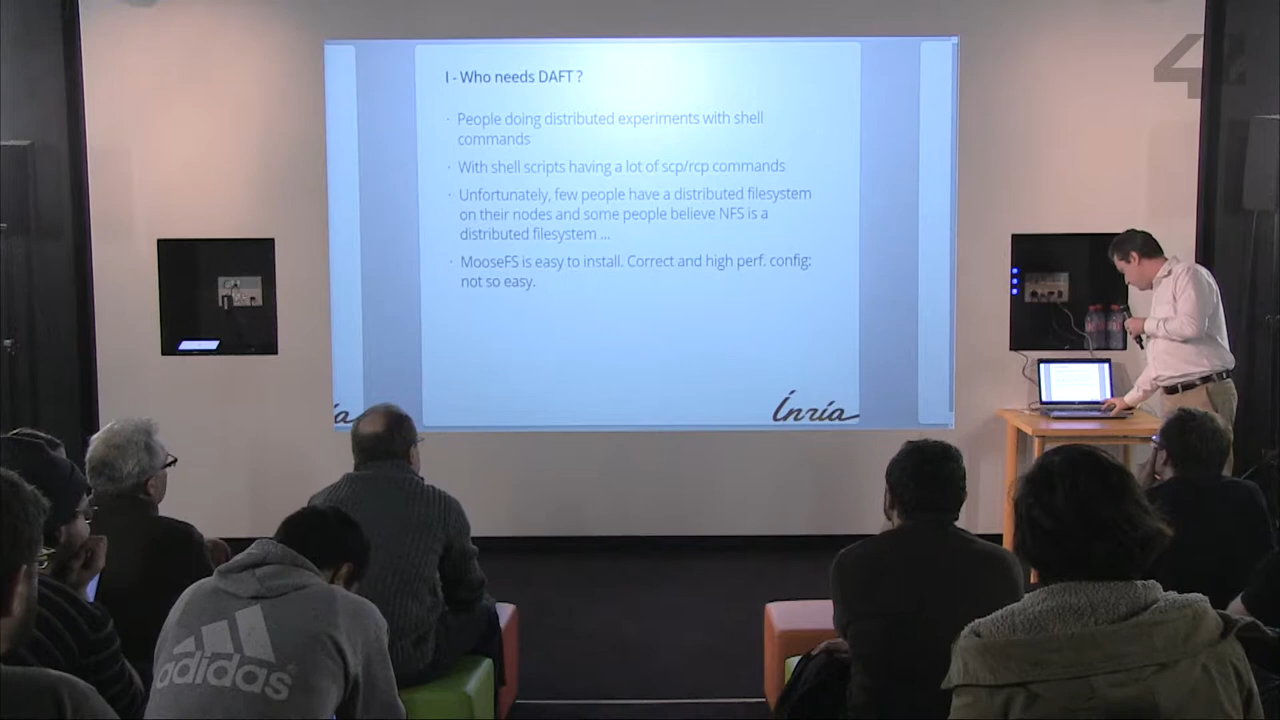 42
I - Who needs DAFT ?
· People doing distributed experiments with shell
commands
· With shell scripts having a lot of scp/rcp commands
· Unfortunately, few people have a distributed filesystem
on their nodes and some people believe NFS is a
distributed filesystem ...
· MooseFS is easy to install. Correct and high perf. config:
not so easy.
ia
Inria
adidas